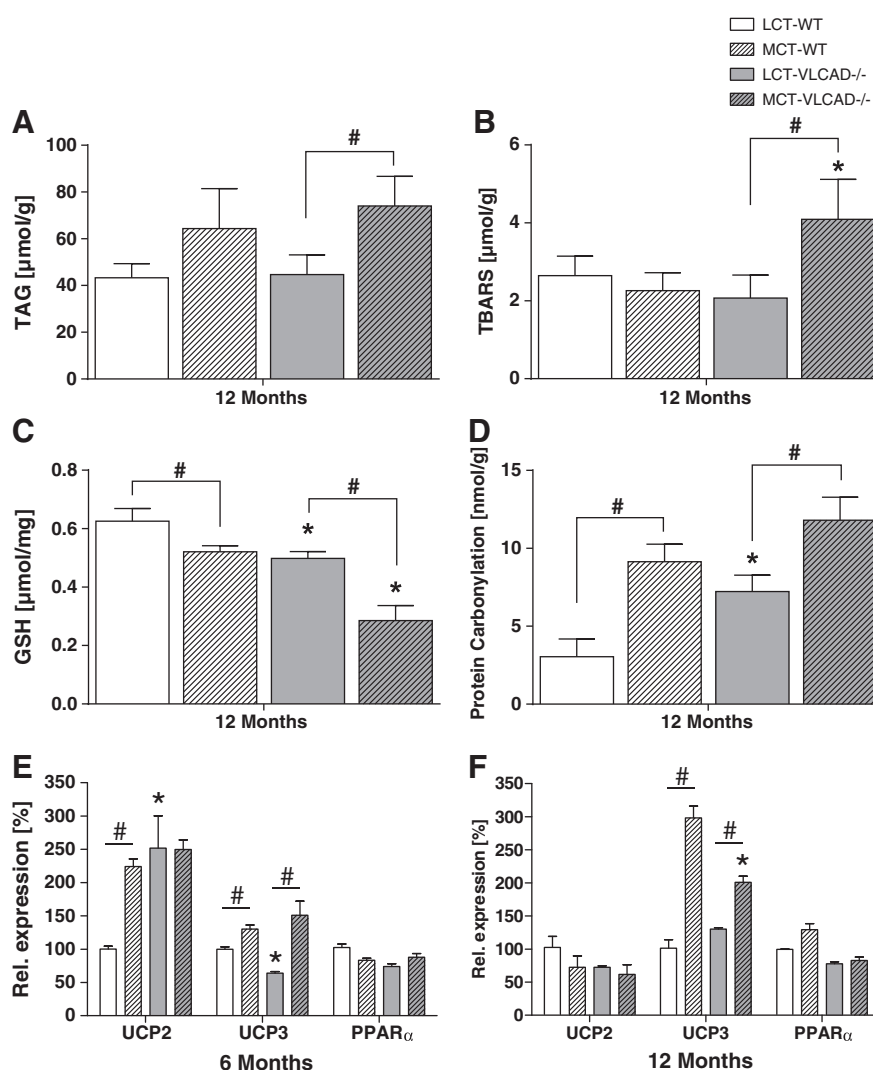 LCT-WT
MCT-WT
LCT-VLCAD-/-
MCT-VLCAD-/-
A
TAG [µmol/g]
100
80
60
40
20
0
#
12 Months
B
TBARS [µmol/g]
6
4
2
0
#
*
12 Months
C
GSH [µmol/mg]
0.8
0.6
0.4
0.2
0.0
#
#
*
*
12 Months
D
Protein Carbonylation [nmol/g]
15
10
5
0
#
#
*
12 Months
E
Rel. expression [%]
350
300
250
200
150
100
50
0
#
*
#
#
*
UCP2 UCP3 PPARα
6 Months
F
Rel. expression [%]
350
300
250
200
150
100
50
0
#
#
*
UCP2 UCP3 PPARα
12 Months